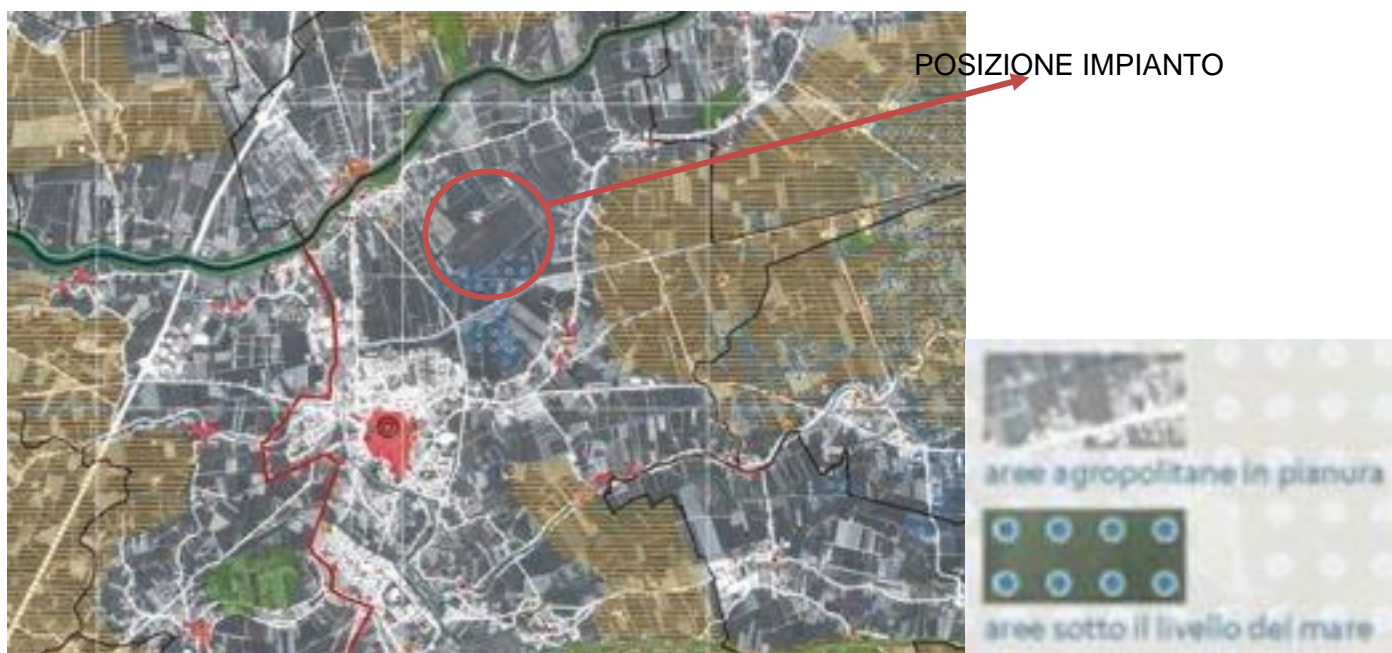 POSIZIONE IMPIANTO
aree agropolitane in pianura
aree sotto il livello del mare